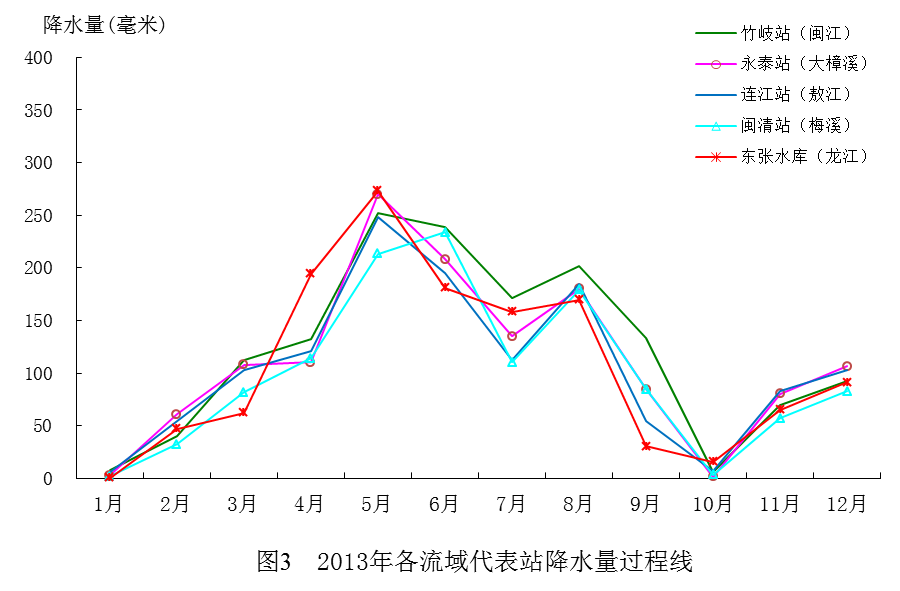 降水量(毫米)
竹岐站（闽江）
永泰站（大樟溪）
连江站（敖江）
闽清站（梅溪）
东张水库（龙江）
400
350
300
250
200
150
100
50
0
1月 2月 3月 4月 5月 6月 7月 8月 9月 10月 11月 12月
图3 2013年各流域代表站降水量过程线